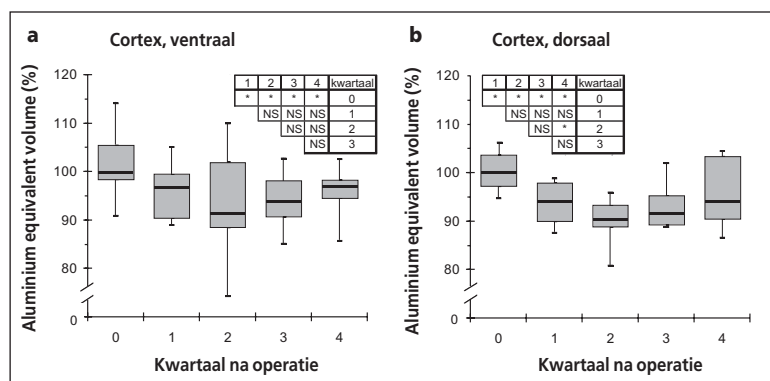 a Cortex, ventraal
Aluminium equivalent volume (%)
120
110
100
90
80
0
1 2 3 4 kwartaal
* * * * 0
NS NS NS 1
NS NS 2
NS 3
0 1 2 3 4
Kwartaal na operatie
b Cortex, dorsaal
Aluminium equivalent volume (%)
120
110
100
90
80
0
1 2 3 4 kwartaal
* * * * 0
NS NS NS 1
NS * 2
NS 3
0 1 2 3 4
Kwartaal na operatie